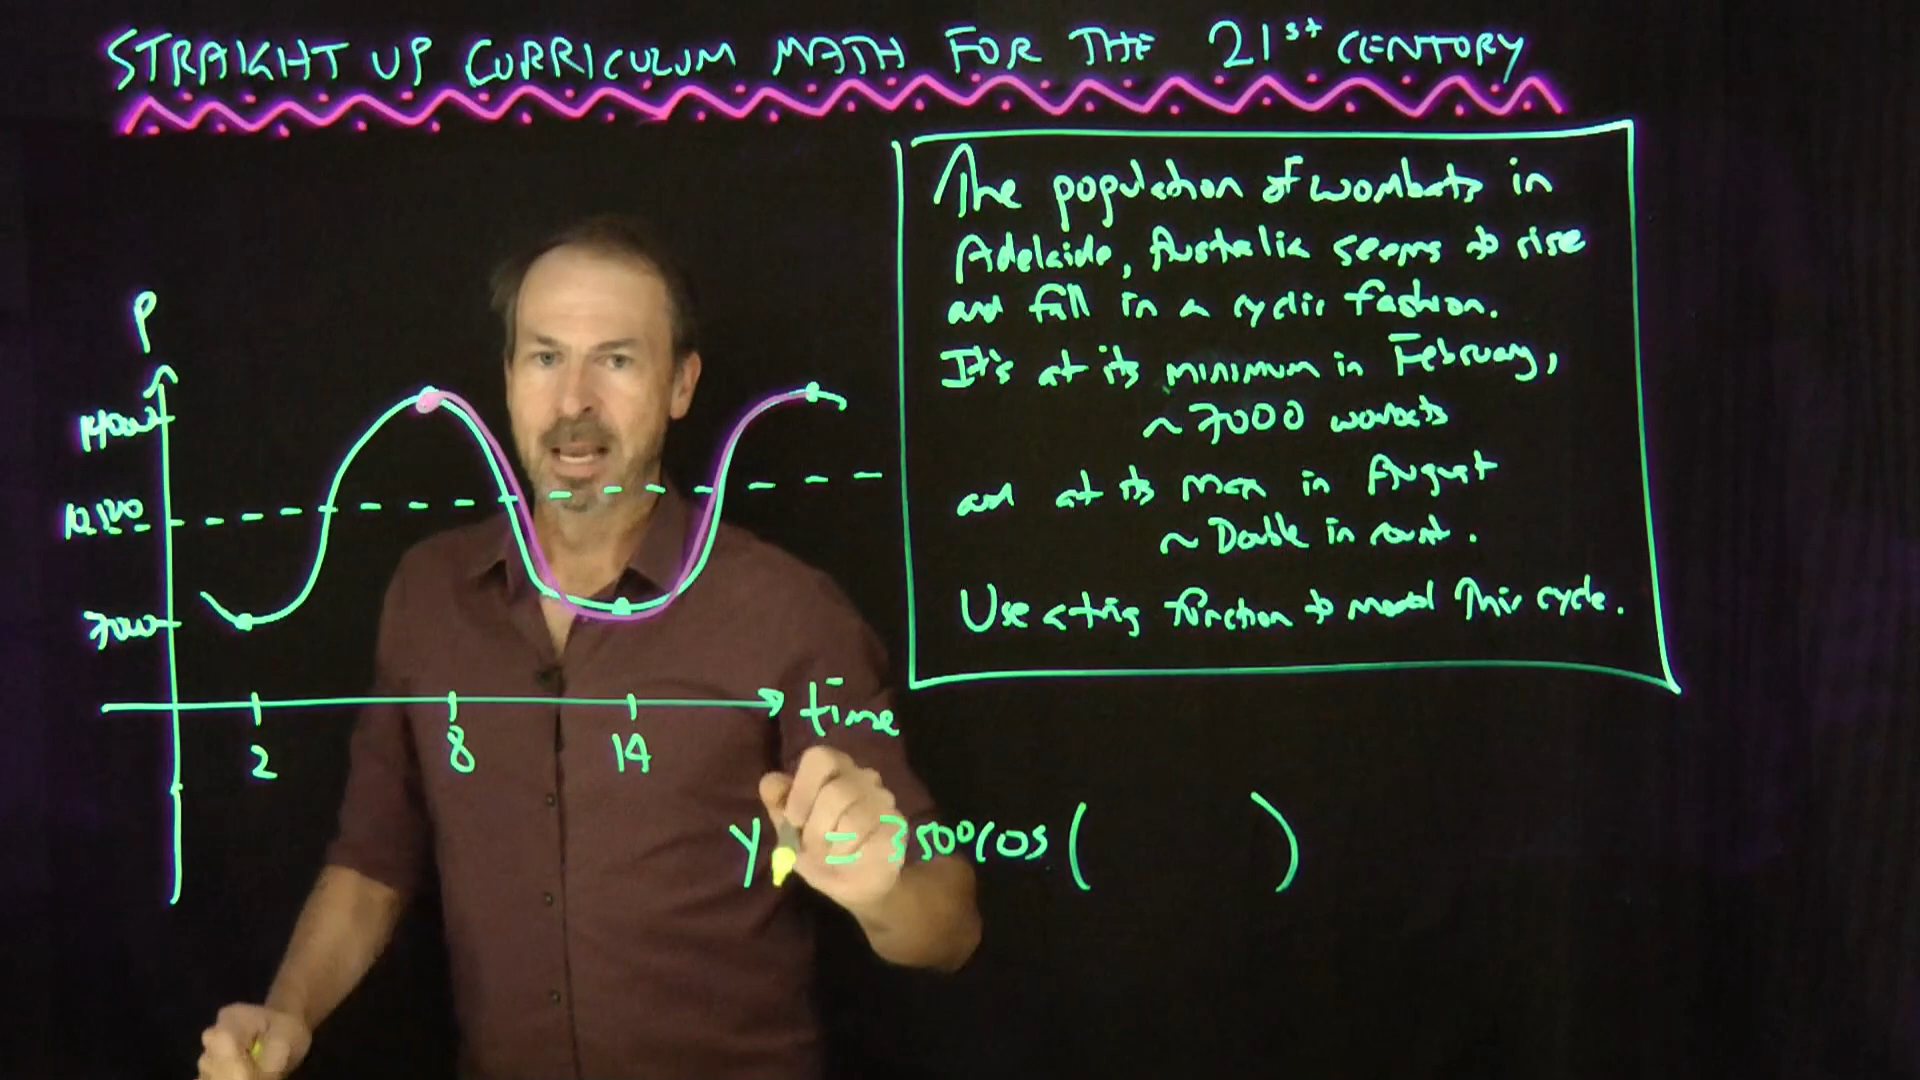 STRAIGHT UP CURRICULUM MATH FOR THE 21st CENTURY
The population of wombats in
Adelaide, Australia seems to rise
and fall in a cyclic fashion.
It's at its minimum in February,
~7000 wombats
and at its max in August
~ Double in count.
Use a trig function to model this cycle.
P
14000
7000
2
8
14
time
y = 3500cos( )